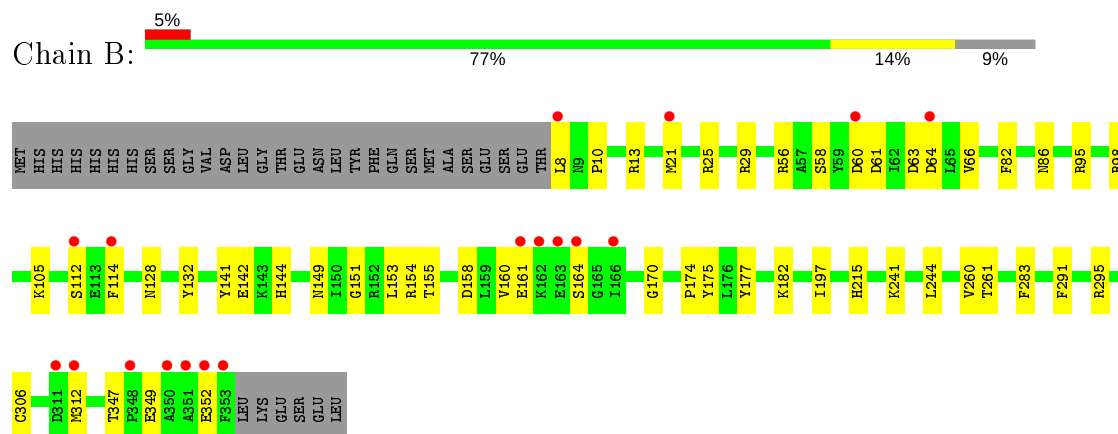 5%
Chain B:
77% 14% 9%
MET HIS HIS HIS HIS HIS HIS SER SER GLY VAL ASP LEU GLY THR GLU ASN LEU TYR PHE GLN SER MET ALA SER GLU SER GLU THR L8 N9 P10 R13 M21 R25 R29 R56 A57 S58 Y59 D60 D61 I62 D63 D64 L65 V66 F82 N86 R95 R98
K105 S112 E113 F114 N128 Y132 Y141 E142 K143 H144 N149 I150 G151 R152 L153 R154 T155 D158 L159 V160 E161 K162 E163 S164 G165 I166 G170 P174 Y175 L176 Y177 K182 I197 H215 K241 L244 V260 T261 F283 F291 R295
C306 D311 M312 T347 P348 E349 A350 A351 E352 F353 LEU LYS GLU SER GLU LEU